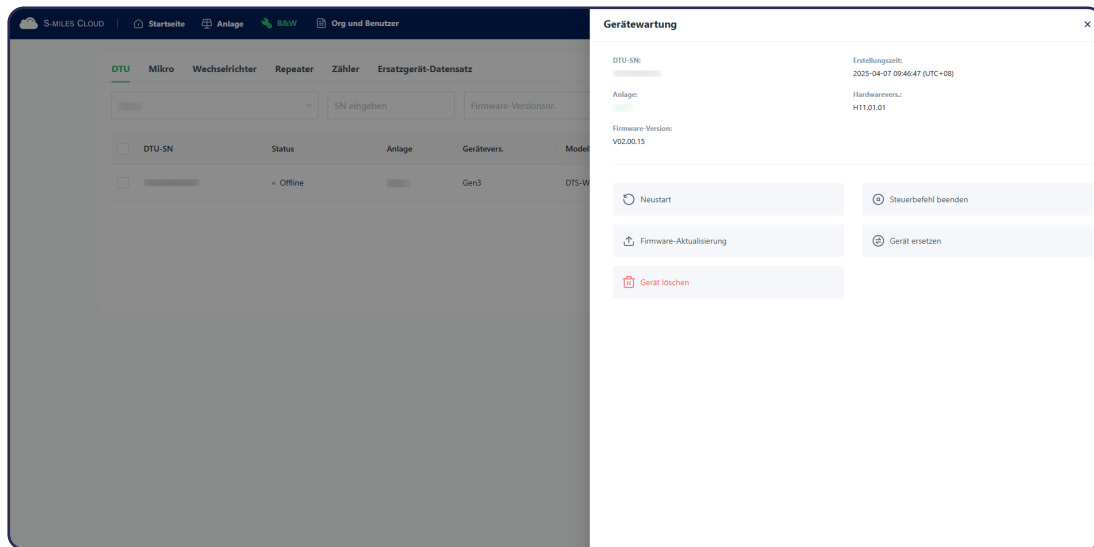 S-MILES CLOUD Startseite Anlage B&W Org und Benutzer
DTU Mikro Wechselrichter Repeater Zähler Ersatzgerät-Datensatz
SN eingeben Firmware-Versionsnr.
DTU-SN Status Anlage Gerätevers. Modell
Offline Gen3 DTS-W
Gerätewartung
DTU-SN: Erstellungszeit:
2025-04-07 09:46:47 (UTC+08)
Anlage: Hardwarevers.:
H11.01.01
Firmware-Version:
V02.00.15
Neustart Steuerbefehl beenden
Firmware-Aktualisierung Gerät ersetzen
Gerät löschen